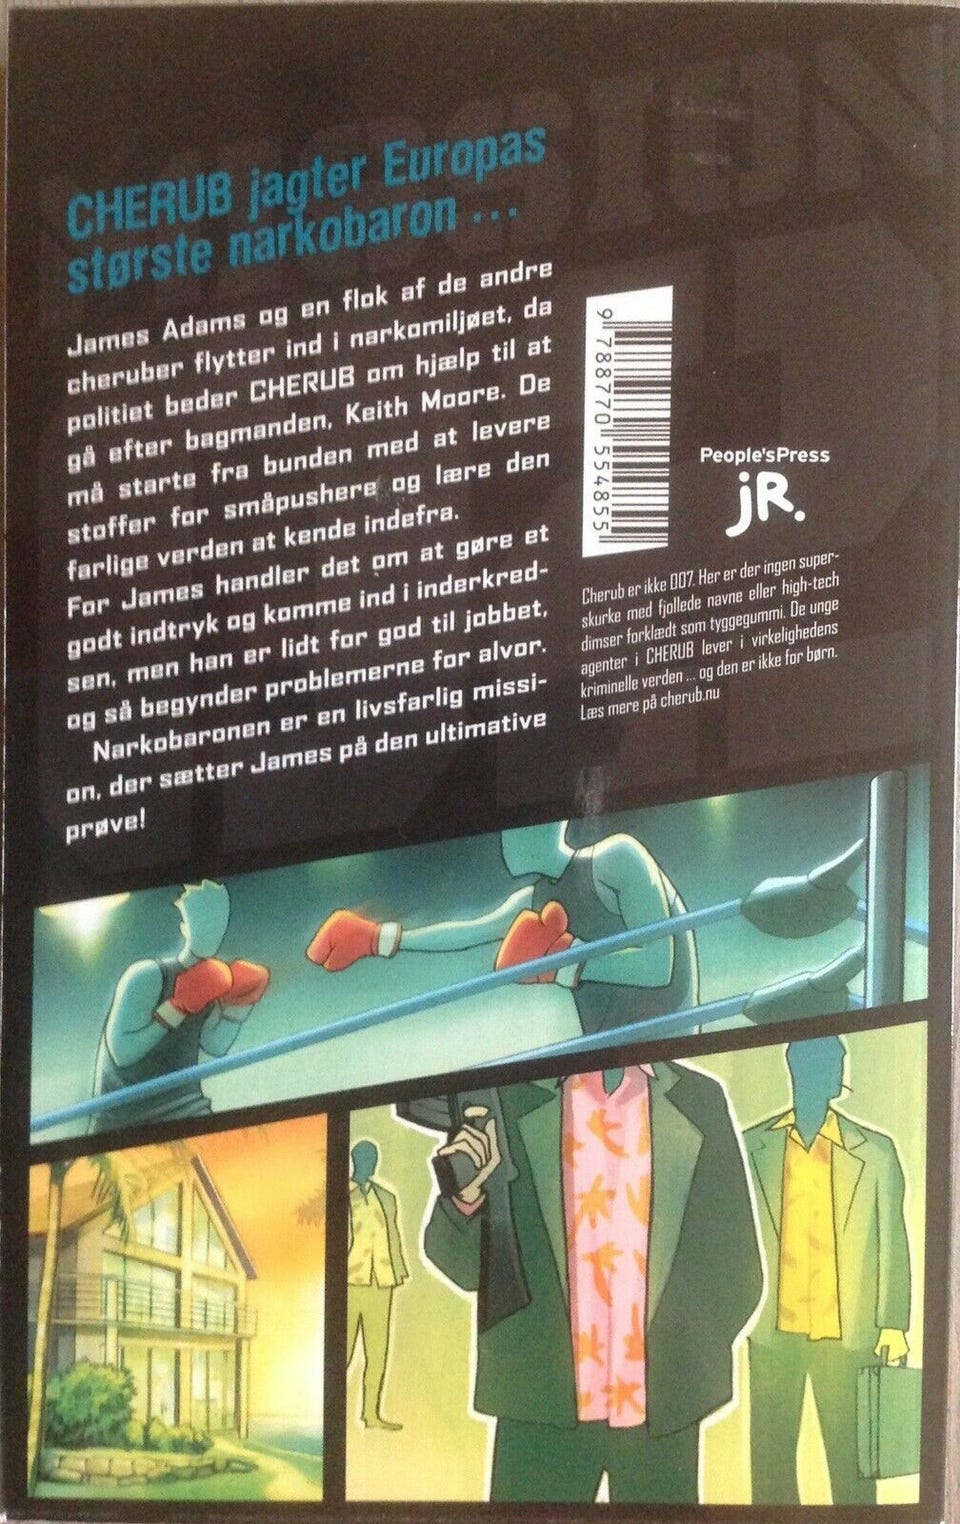 CHERUB jagter Europas
største narkobaron ...
James Adams og en flok af de andre
cheruber flytter ind i narkomiljøet, da
politiet beder CHERUB om hjælp til at
gå efter bagmanden, Keith Moore. De
må starte fra bunden med at levere
stoffer for småpushere og lære den
farlige verden at kende indefra.
For James handler det om at gøre et
godt indtryk og komme ind i inderkred-
sen, men han er lidt for god til jobbet,
og så begynder problemerne for alvor.
Narkobaronen er en livsfarlig missi-
on, der sætter James på den ultimative
prøve!
9 788770 554855
People'sPress
jR.
Cherub er ikke 007. Her er der ingen super-
skurke med fjollede navne eller high-tech
dimser forklædt som tyggegummi. De unge
agenter i CHERUB lever i virkelighedens
kriminelle verden ... og den er ikke for børn.
Læs mere på cherub.nu